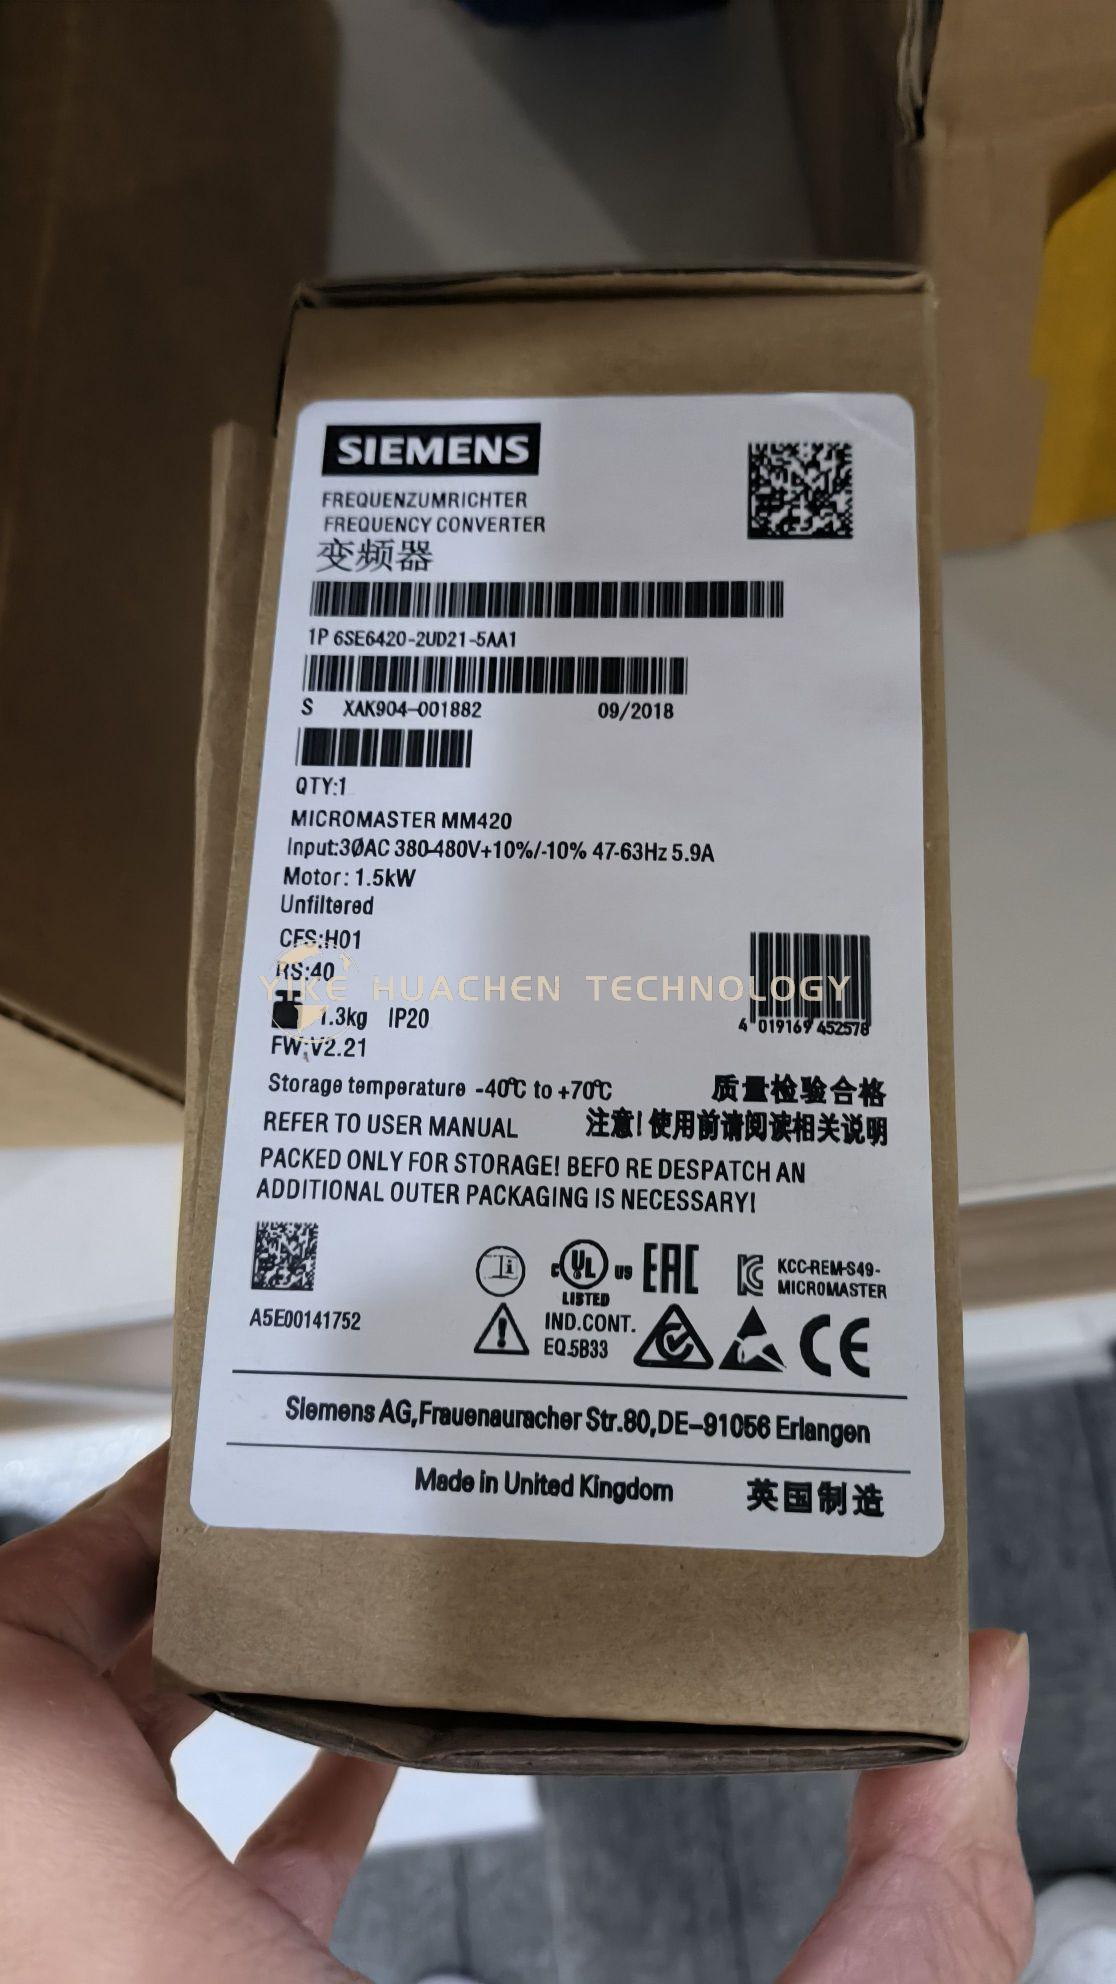 SIEMENS
FREQUENZUMRICHTER
FREQUENCY CONVERTER
变频器
1P 6SE6420-2UD21-5AA1
S XAK904-001882 09/2018
QTY:1
MICROMASTER MM420
Input:3ØAC 380-480V+10%/-10% 47-63Hz 5.9A
Motor: 1.5kW
Unfiltered
CFS:H01
RS:40
YIKE HUACHEN TECHNOLOGY
1.3kg IP20
4 019169 452578
FW;V2.21
Storage temperature -40℃ to +70℃
质量检验合格
REFER TO USER MANUAL
注意!使用前请阅读相关说明
PACKED ONLY FOR STORAGE! BEFO RE DESPATCH AN
ADDITIONAL OUTER PACKAGING IS NECESSARY!
A5E00141752
c UL us
LISTED
IND.CONT.
EQ.5B33
EAC
KCC-REM-S49-
MICROMASTER
CE
Siemens AG,Frauenauracher Str.80,DE-91056 Erlangen
Made in United Kingdom 英国制造